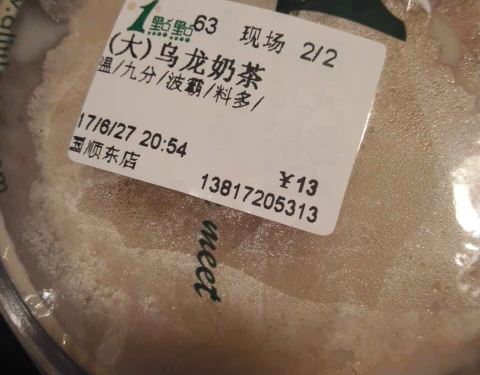 1點點 63 现场 2/2
(大)乌龙奶茶
温/九分/波霸/料多/
17/6/27 20:54
国顺东店
¥13
13817205313
meet